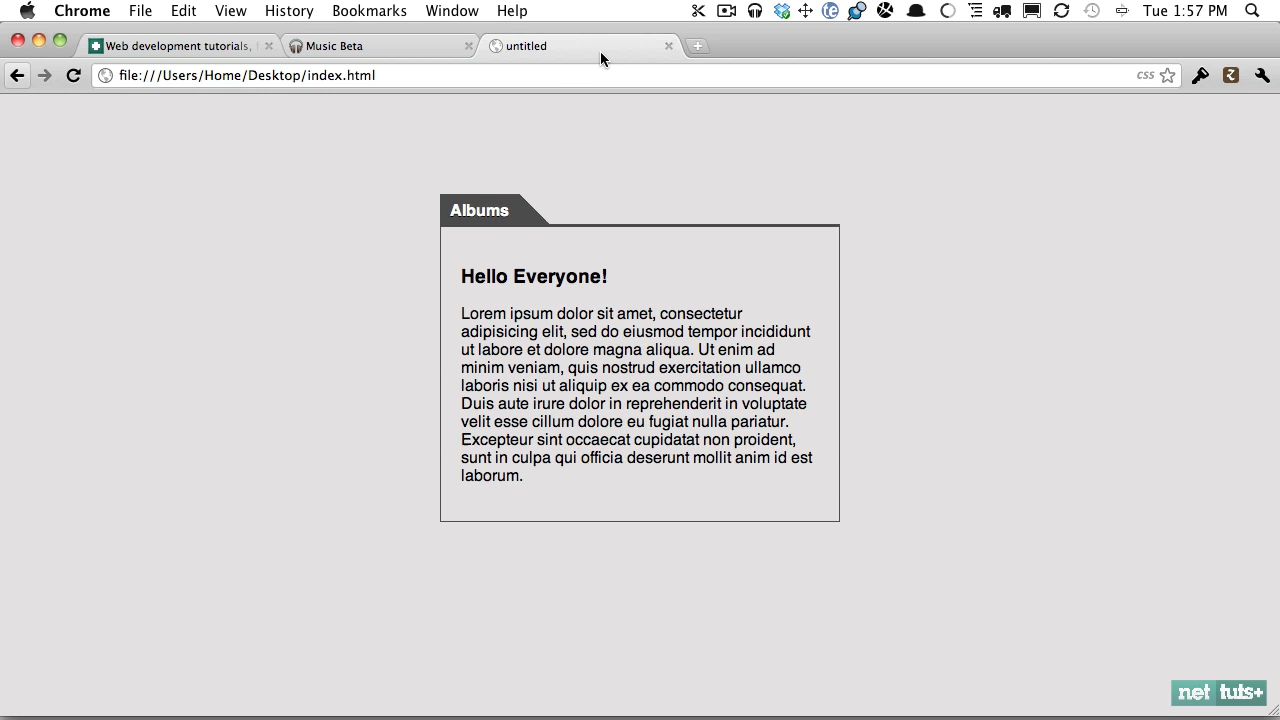 Chrome File Edit View History Bookmarks Window Help Tue 1:57 PM
Web development tutorials, Music Beta untitled
file:///Users/Home/Desktop/index.html CSS
Albums
Hello Everyone!
Lorem ipsum dolor sit amet, consectetur
adipisicing elit, sed do eiusmod tempor incididunt
ut labore et dolore magna aliqua. Ut enim ad
minim veniam, quis nostrud exercitation ullamco
laboris nisi ut aliquip ex ea commodo consequat.
Duis aute irure dolor in reprehenderit in voluptate
velit esse cillum dolore eu fugiat nulla pariatur.
Excepteur sint occaecat cupidatat non proident,
sunt in culpa qui officia deserunt mollit anim id est
laborum.
net tuts+